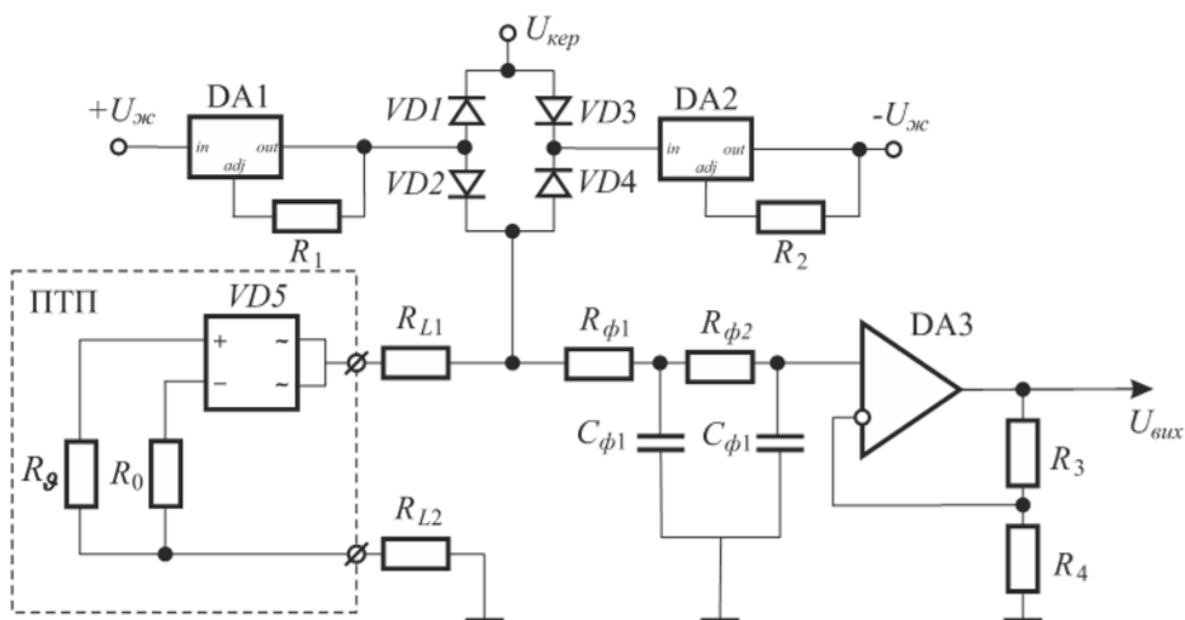 U_кер
+U_ж
DA1
in
out
adj
R_1
VD1
VD2
VD3
VD4
DA2
in
out
adj
R_2
-U_ж
ПТП
VD5
+
~
−
~
R_ϑ
R_0
R_L1
R_L2
R_ф1
R_ф2
C_ф1
C_ф1
DA3
U_вих
R_3
R_4